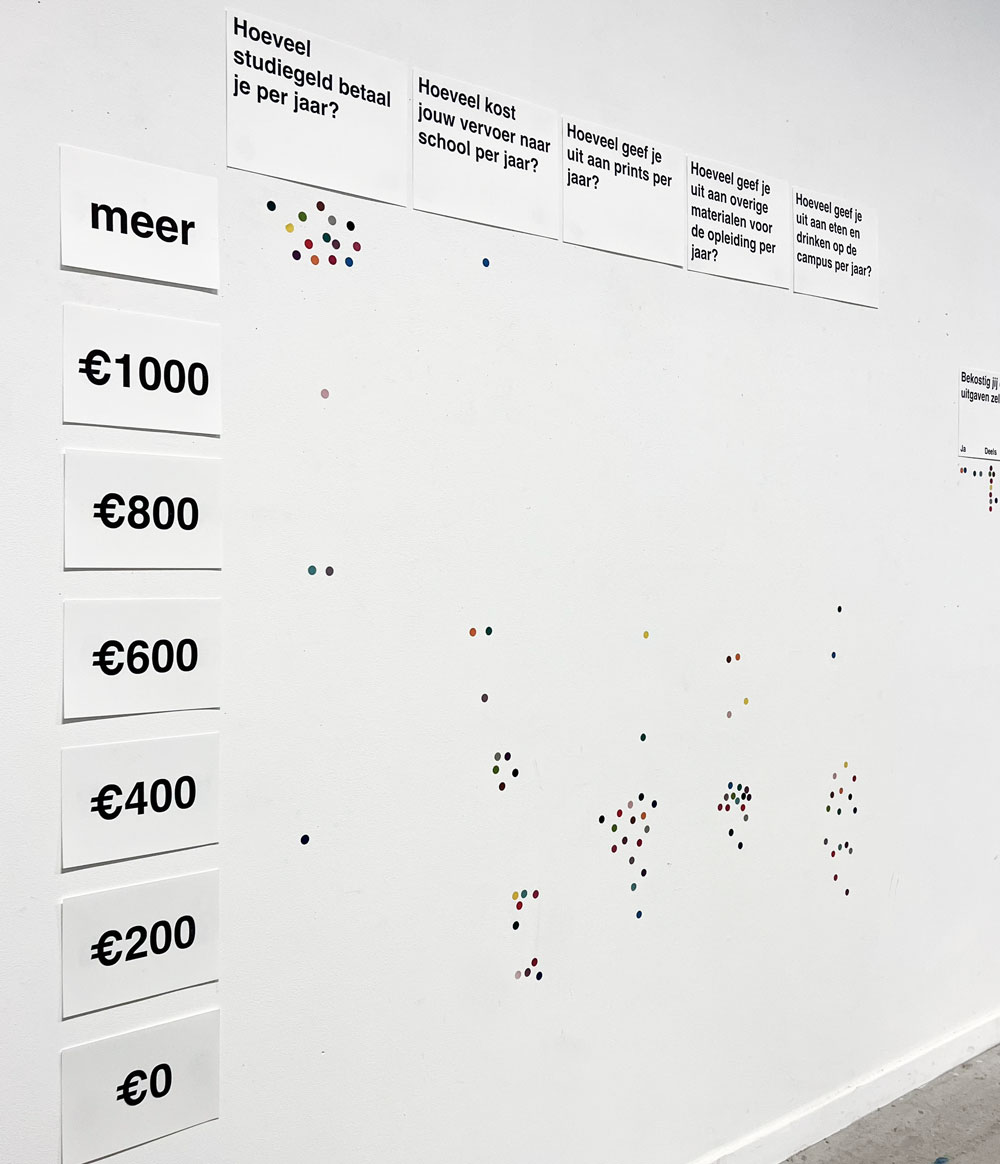 Hoeveel
studiegeld betaal
je per jaar?
Hoeveel kost
jouw vervoer naar
school per jaar?
Hoeveel geef je
uit aan prints per
jaar?
Hoeveel geef je
uit aan overige
materialen voor
de opleiding per
jaar?
Hoeveel geef je
uit aan eten en
drinken op de
campus per jaar?
meer
€1000
€800
€600
€400
€200
€0
Bekostig jij
uitgaven
Ja Deels